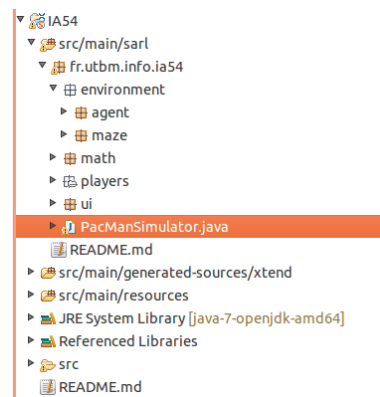 IA54
src/main/sarl
fr.utbm.info.ia54
environment
agent
maze
math
players
ui
PacManSimulator.java
README.md
src/main/generated-sources/xtend
src/main/resources
JRE System Library [java-7-openjdk-amd64]
Referenced Libraries
src
README.md